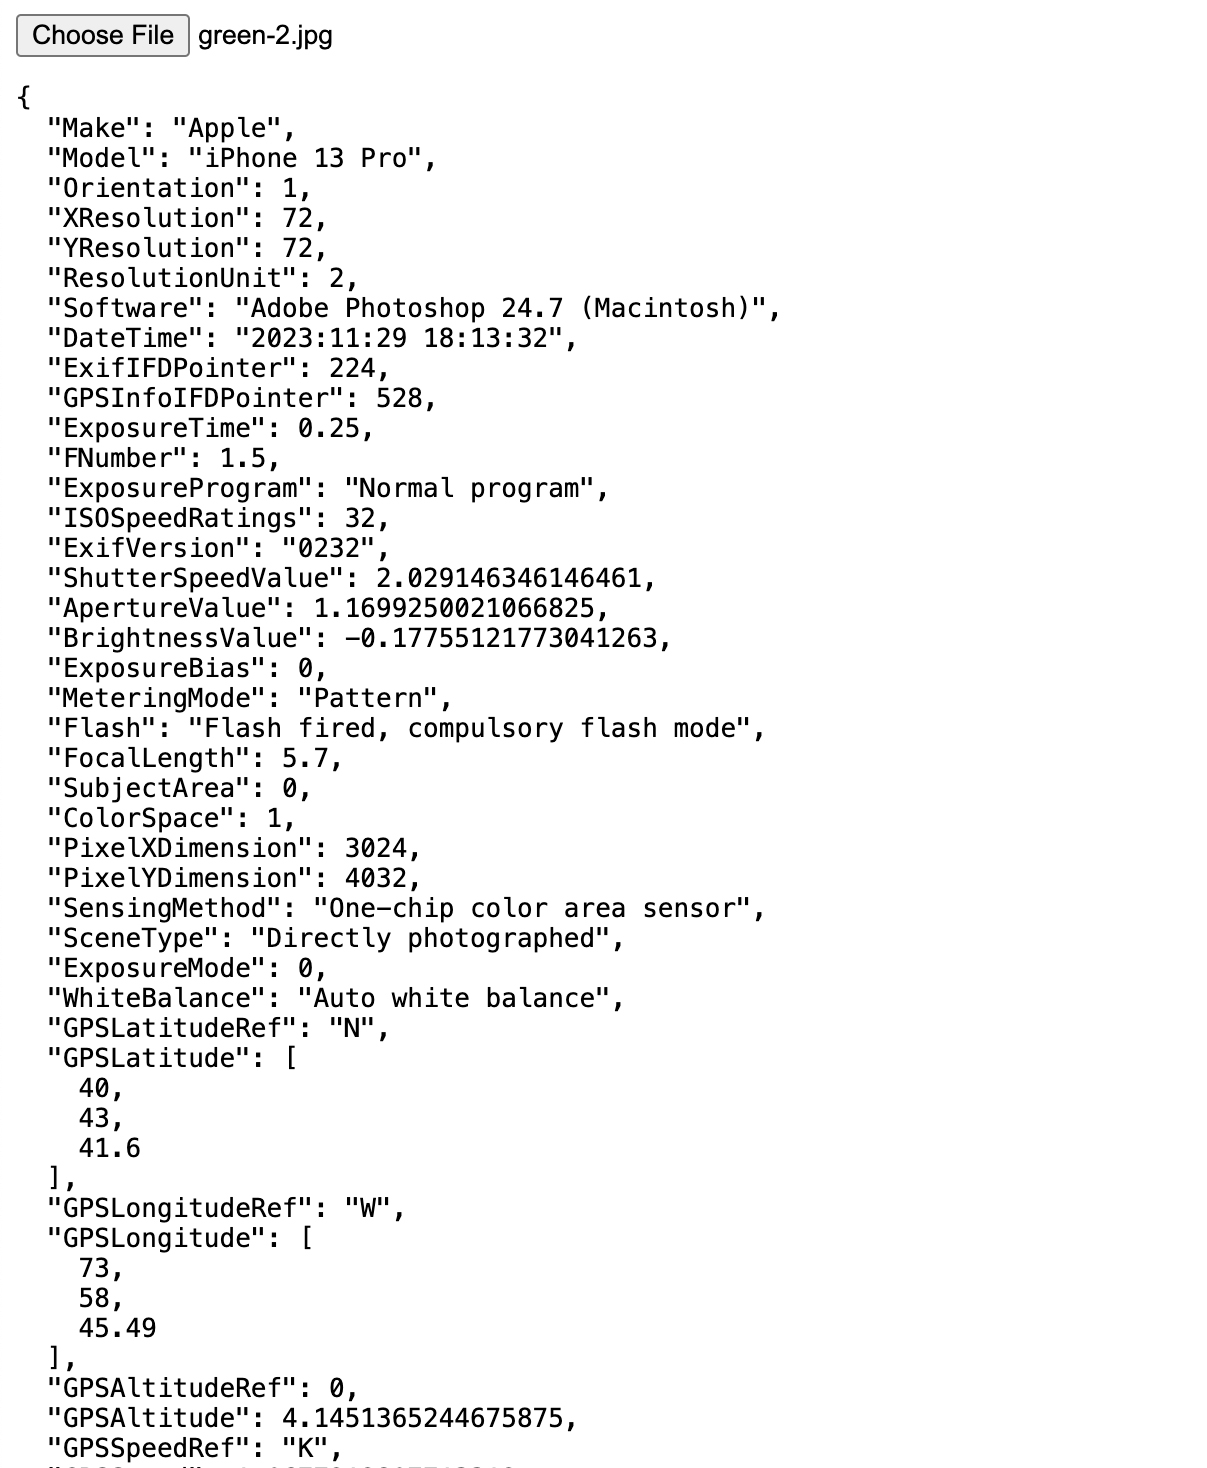 Choose File green-2.jpg
{
  "Make": "Apple",
  "Model": "iPhone 13 Pro",
  "Orientation": 1,
  "XResolution": 72,
  "YResolution": 72,
  "ResolutionUnit": 2,
  "Software": "Adobe Photoshop 24.7 (Macintosh)",
  "DateTime": "2023:11:29 18:13:32",
  "ExifIFDPointer": 224,
  "GPSInfoIFDPointer": 528,
  "ExposureTime": 0.25,
  "FNumber": 1.5,
  "ExposureProgram": "Normal program",
  "ISOSpeedRatings": 32,
  "ExifVersion": "0232",
  "ShutterSpeedValue": 2.029146346146461,
  "ApertureValue": 1.1699250021066825,
  "BrightnessValue": -0.17755121773041263,
  "ExposureBias": 0,
  "MeteringMode": "Pattern",
  "Flash": "Flash fired, compulsory flash mode",
  "FocalLength": 5.7,
  "SubjectArea": 0,
  "ColorSpace": 1,
  "PixelXDimension": 3024,
  "PixelYDimension": 4032,
  "SensingMethod": "One-chip color area sensor",
  "SceneType": "Directly photographed",
  "ExposureMode": 0,
  "WhiteBalance": "Auto white balance",
  "GPSLatitudeRef": "N",
  "GPSLatitude": [
    40,
    43,
    41.6
  ],
  "GPSLongitudeRef": "W",
  "GPSLongitude": [
    73,
    58,
    45.49
  ],
  "GPSAltitudeRef": 0,
  "GPSAltitude": 4.1451365244675875,
  "GPSSpeedRef": "K",